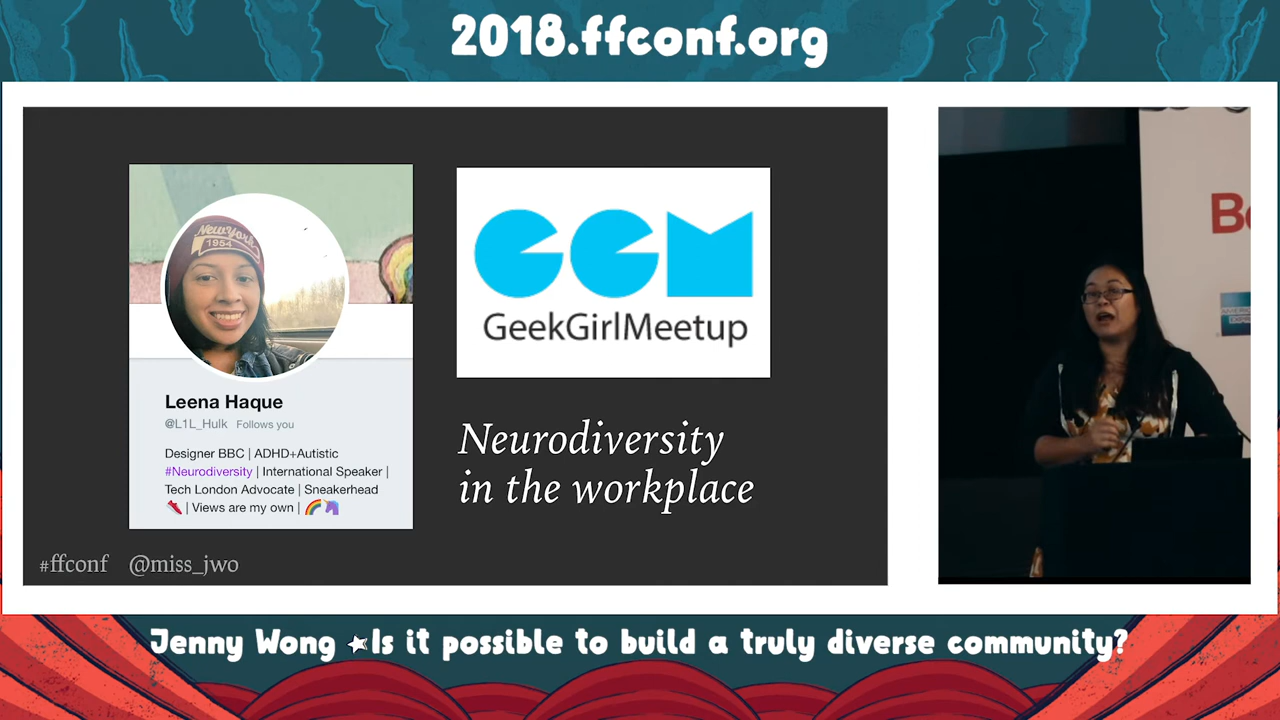 2018.ffconf.org
New York
1954
GGM
GeekGirlMeetup
Leena Haque
@L1L_Hulk Follows you
Designer BBC | ADHD+Autistic
#Neurodiversity | International Speaker |
Tech London Advocate | Sneakerhead
👟 | Views are my own | 🌈🦄
Neurodiversity
in the workplace
#ffconf @miss_jwo
Jenny Wong ★ Is it possible to build a truly diverse community?